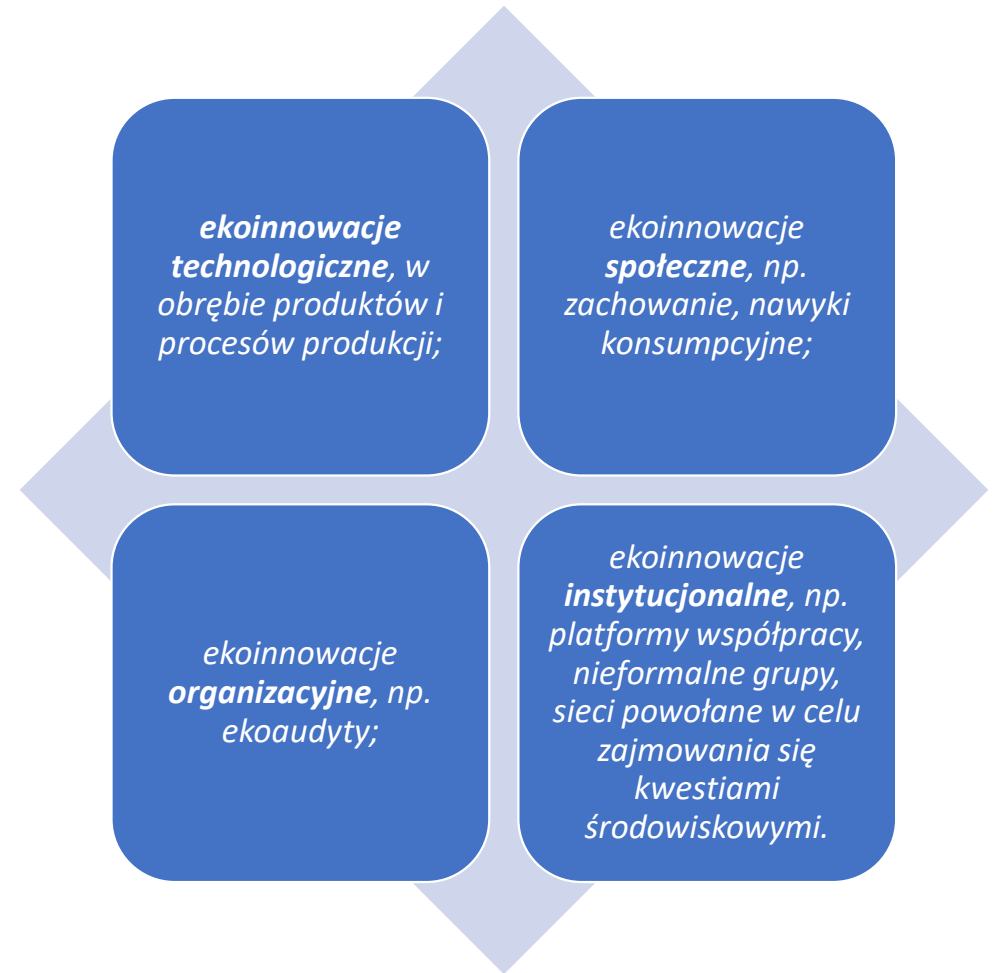 ekoinnowacje
technologiczne, w
obrębie produktów i
procesów produkcji;
ekoinnowacje
społeczne, np.
zachowanie, nawyki
konsumpcyjne;
ekoinnowacje
organizacyjne, np.
ekoaudyty;
ekoinnowacje
instytucjonalne, np.
platformy współpracy,
nieformalne grupy,
sieci powołane w celu
zajmowania się
kwestiami
środowiskowymi.